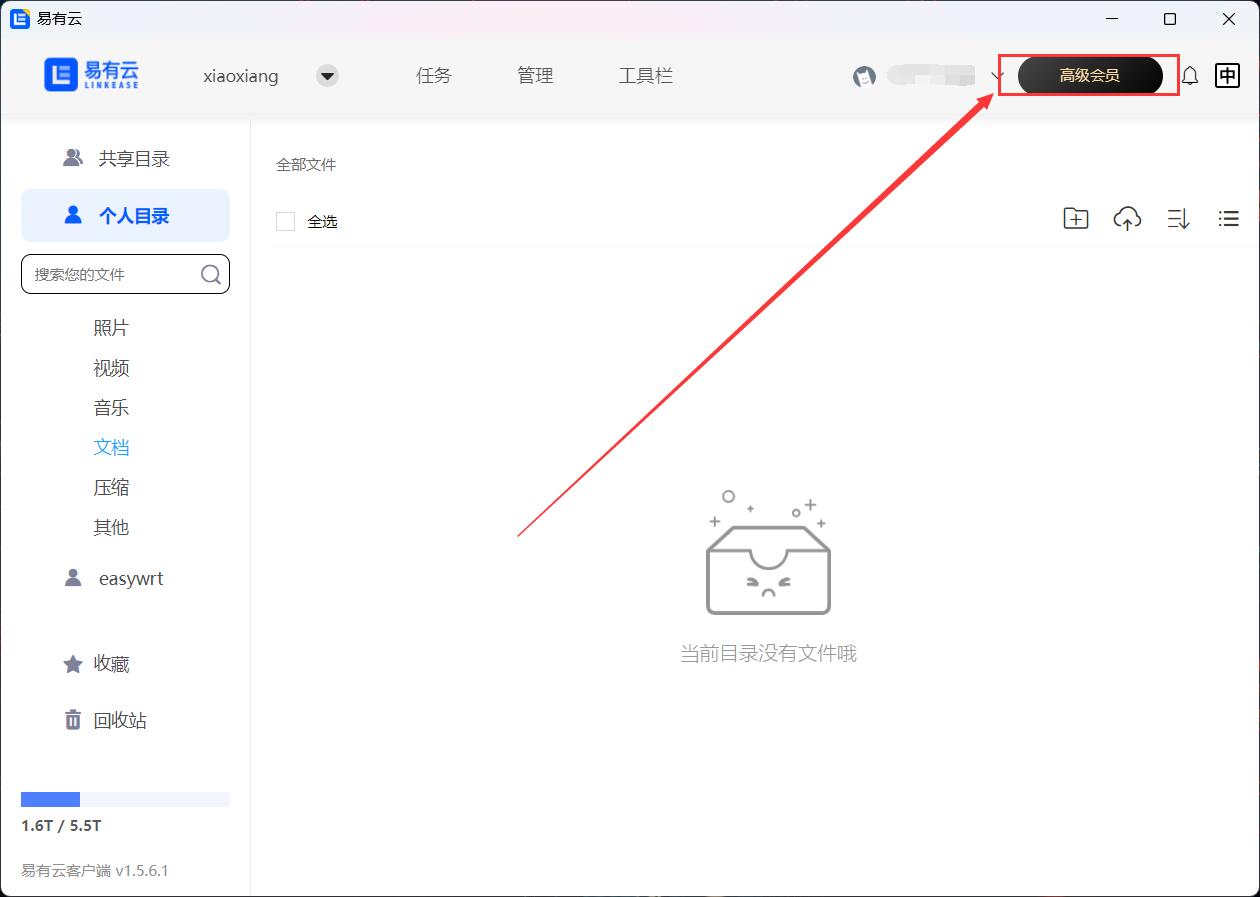 易有云
易有云
LINKEASE
xiaoxiang
任务
管理
工具栏
高级会员
中
共享目录
个人目录
搜索您的文件
照片
视频
音乐
文档
压缩
其他
easywrt
收藏
回收站
1.6T / 5.5T
易有云客户端 v1.5.6.1
全部文件
全选
当前目录没有文件哦